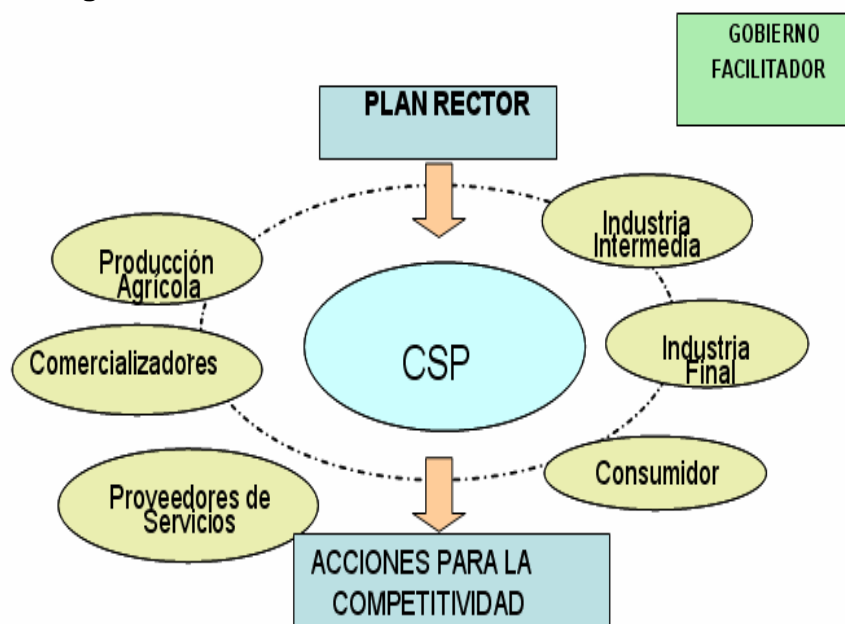 GOBIERNO
FACILITADOR
PLAN RECTOR
Industria
Intermedia
Producción
Agrícola
Comercializadores
CSP
Industria
Final
Proveedores de
Servicios
Consumidor
ACCIONES PARA LA
COMPETITIVIDAD